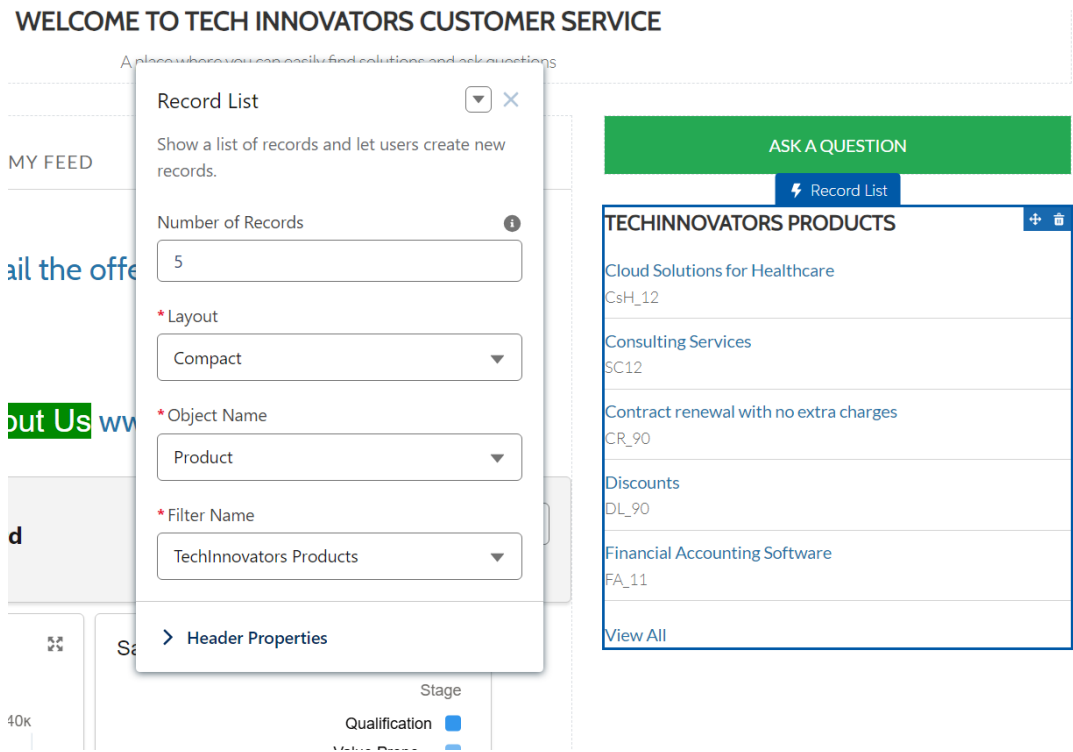 WELCOME TO TECH INNOVATORS CUSTOMER SERVICE
A place where you can easily find solutions and ask questions
MY FEED
ail the offe
out Us ww
d
Sa
Stage
Qualification
40K
Record List
Show a list of records and let users create new
records.
Number of Records
5
* Layout
Compact
* Object Name
Product
* Filter Name
TechInnovators Products
Header Properties
ASK A QUESTION
Record List
TECHINNOVATORS PRODUCTS
Cloud Solutions for Healthcare
CsH_12
Consulting Services
SC12
Contract renewal with no extra charges
CR_90
Discounts
DL_90
Financial Accounting Software
FA_11
View All